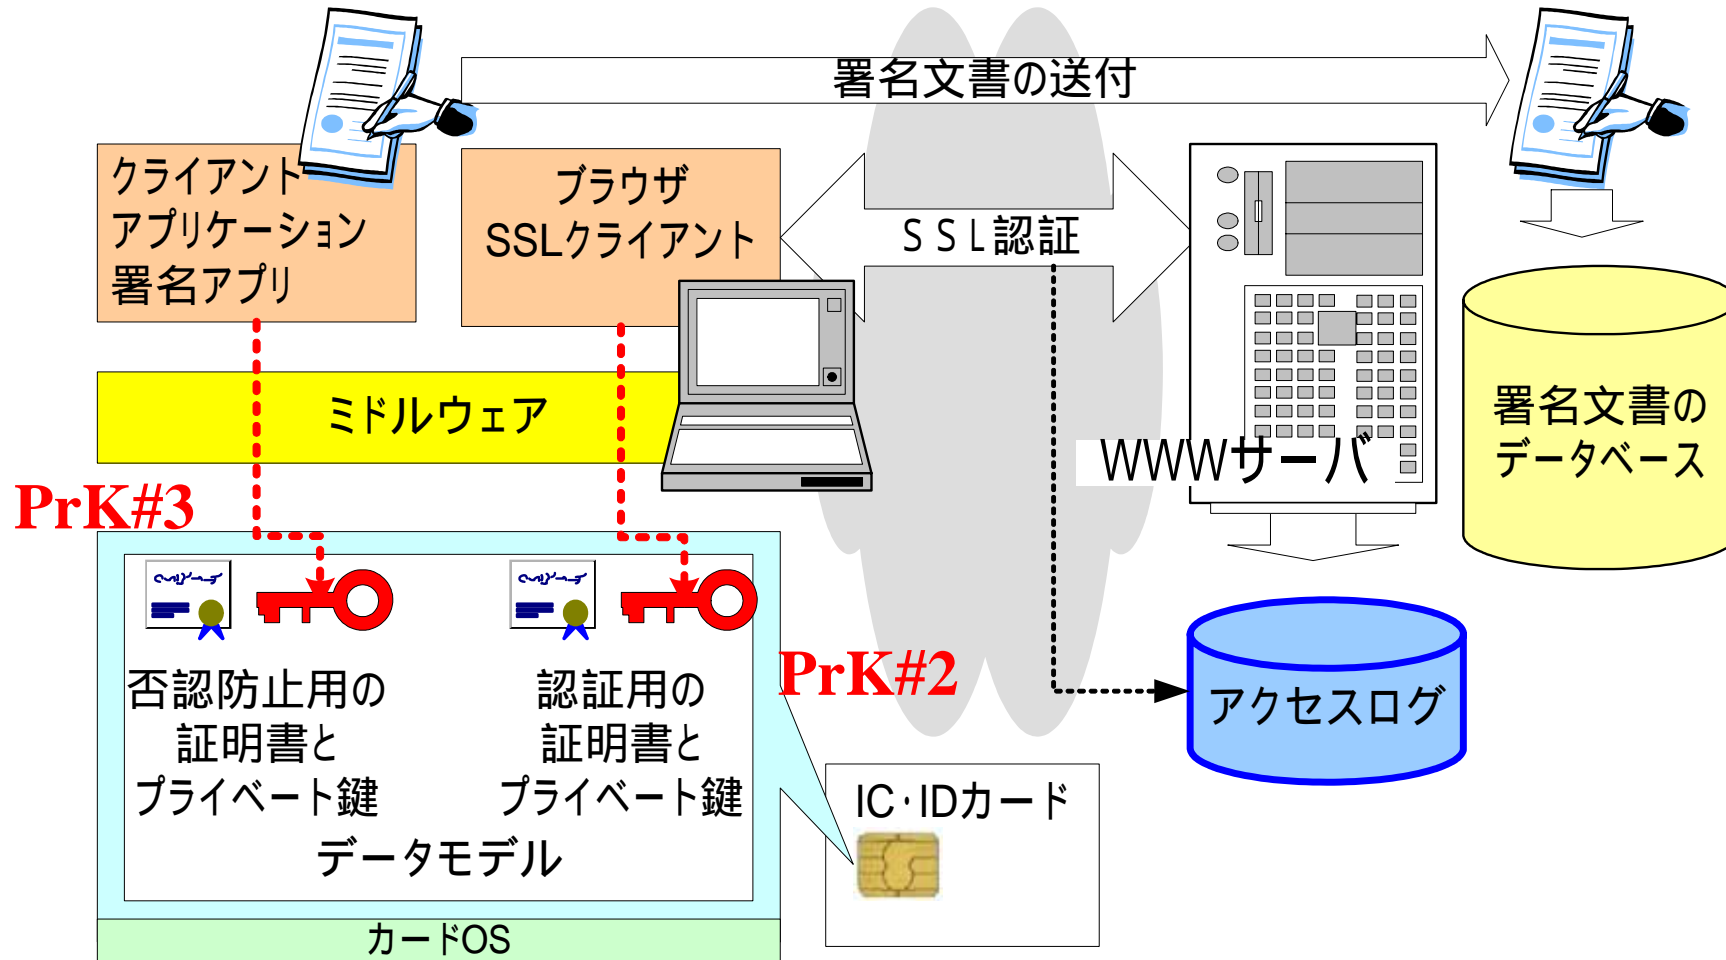 署名文書の送付
クライアント
アプリケーション
署名アプリ
ブラウザ
SSLクライアント
ＳＳＬ認証
ミドルウェア
WWWサーバ
署名文書の
データベース
PrK#3
PrK#2
否認防止用の
証明書と
プライベート鍵
認証用の
証明書と
プライベート鍵
データモデル
カードOS
IC・IDカード
アクセスログ